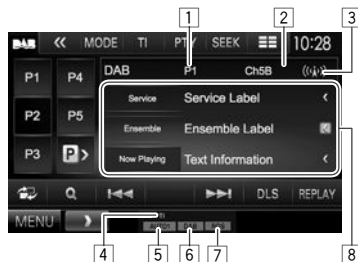 1 2 3
DAB « MODE TI PTY SEEK 10:28
P1 P4 DAB P1 Ch5B
Service Service Label
P2 P5 Ensemble Ensemble Label
P3 P Now Playing Text Information
DLS REPLAY
MENU TI
4 5 6 7 8